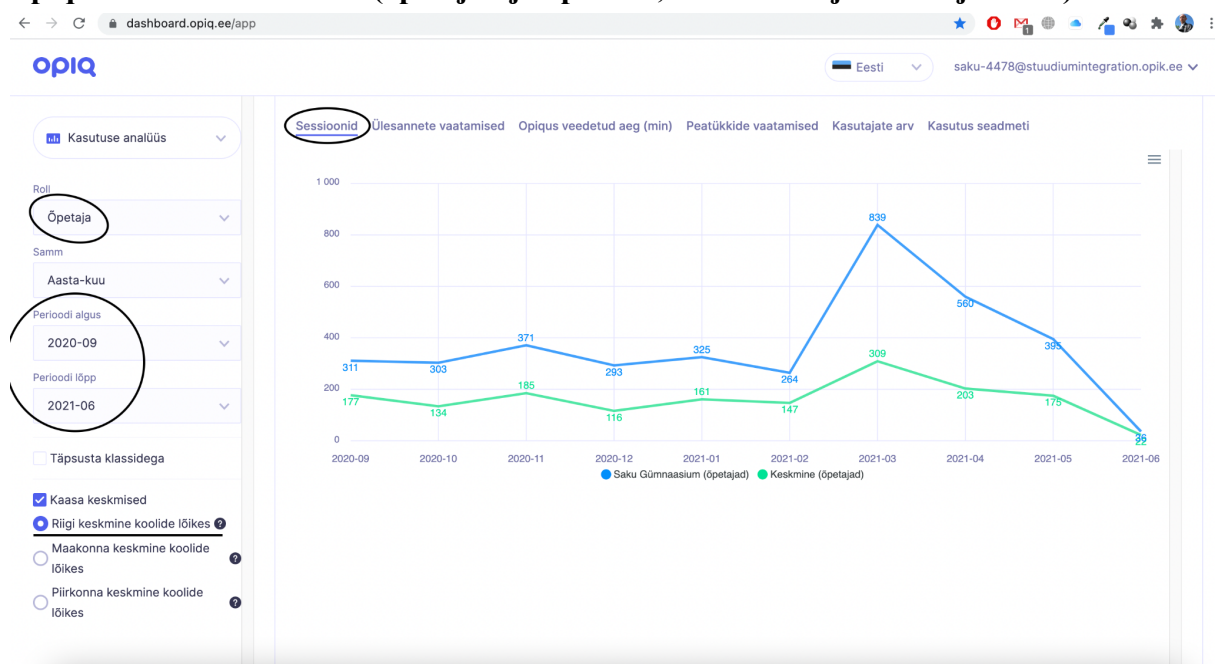 dashboard.opiq.ee/app
1
opiq
Eesti
saku-4478@stuudiumintegration.opik.ee
Kasutuse analüüs
Roll
Õpetaja
Samm
Aasta-kuu
Perioodi algus
2020-09
Perioodi lõpp
2021-06
Täpsusta klassidega
Kaasa keskmised
Riigi keskmine koolide lõikes ?
Maakonna keskmine koolide
lõikes ?
Piirkonna keskmine koolide
lõikes ?
Sessioonid Ülesannete vaatamised Opiqus veedetud aeg (min) Peatükkide vaatamised Kasutajate arv Kasutus seadmeti
1 000
800
600
400
200
0
311 303 371 293 325 264 839 560 395 36
177 134 185 116 161 147 309 203 175 22
2020-09 2020-10 2020-11 2020-12 2021-01 2021-02 2021-03 2021-04 2021-05 2021-06
Saku Gümnaasium (õpetajad) Keskmine (õpetajad)